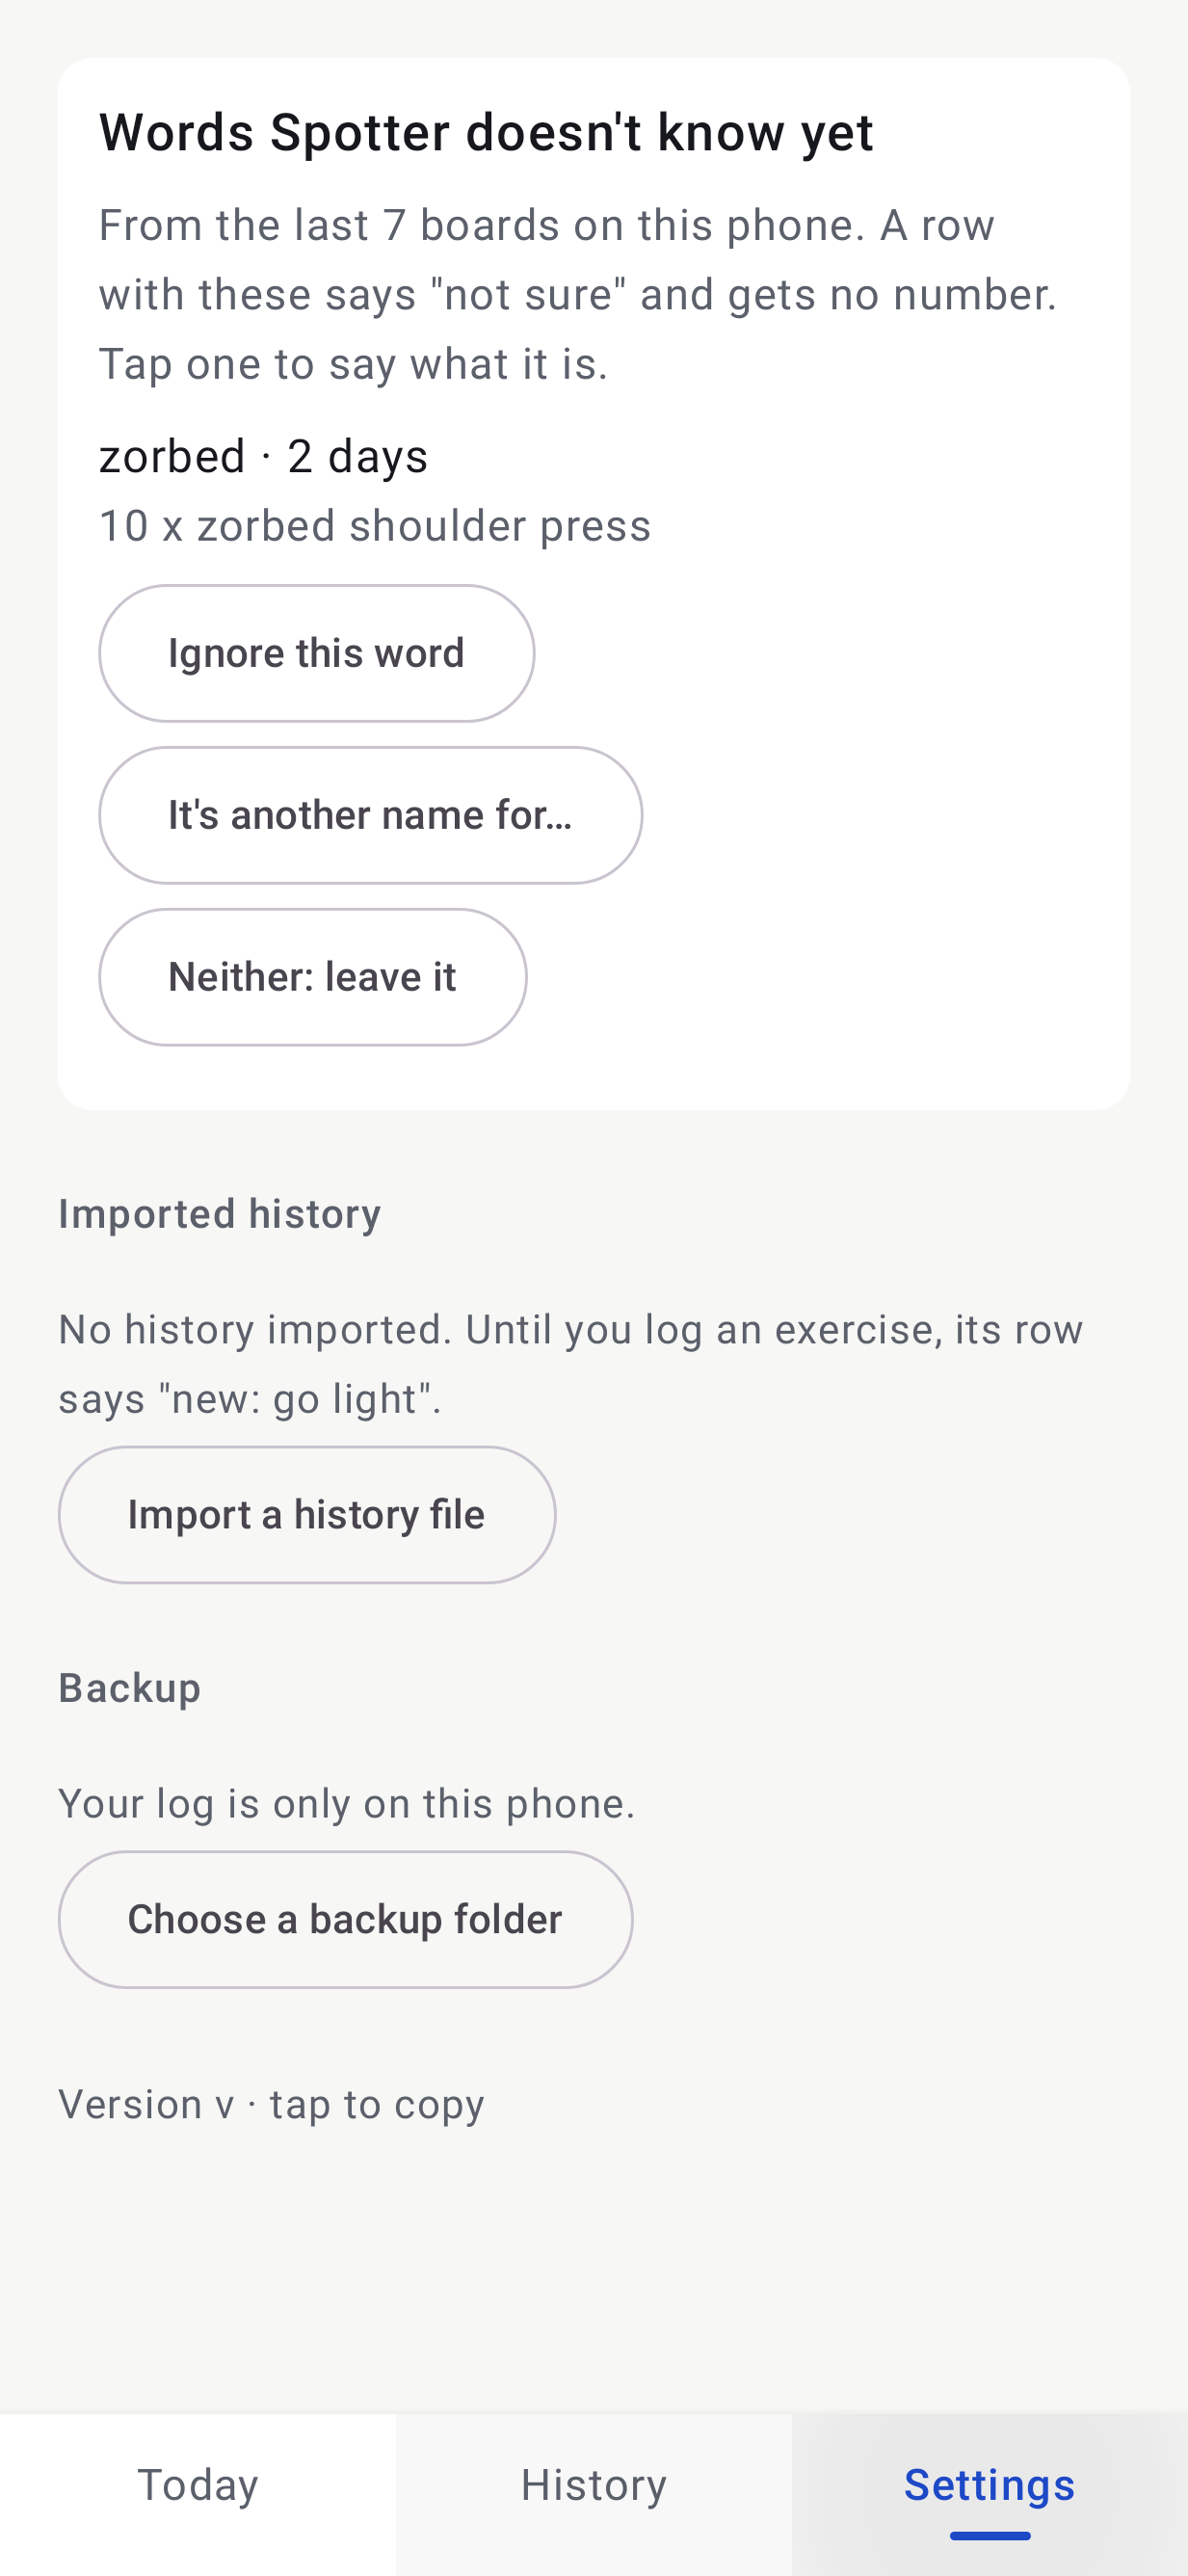 Words Spotter doesn't know yet
From the last 7 boards on this phone. A row
with these says "not sure" and gets no number.
Tap one to say what it is.
zorbed · 2 days
10 x zorbed shoulder press
Ignore this word
It's another name for…
Neither: leave it
Imported history
No history imported. Until you log an exercise, its row
says "new: go light".
Import a history file
Backup
Your log is only on this phone.
Choose a backup folder
Version v · tap to copy
Today
History
Settings